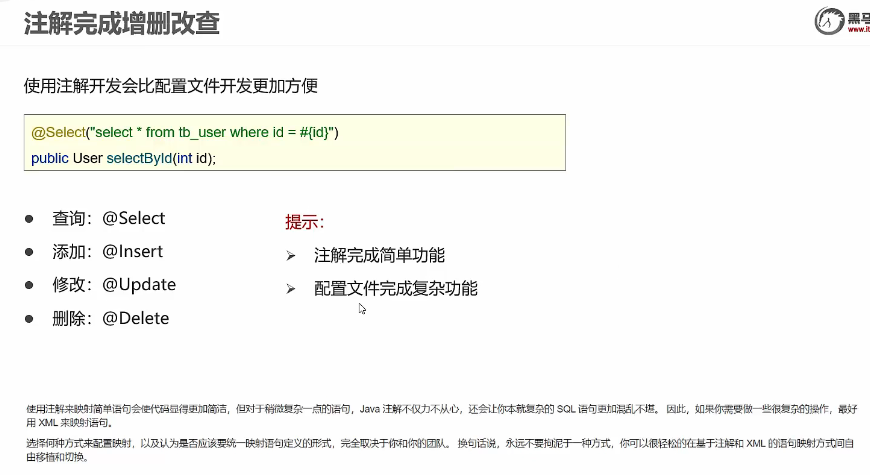 注解完成增删改查
黑马
www.it
使用注解开发会比配置文件开发更加方便
@Select("select * from tb_user where id = #{id}")
public User selectById(int id);
● 查询：@Select
● 添加：@Insert
● 修改：@Update
● 删除：@Delete
提示：
➢ 注解完成简单功能
➢ 配置文件完成复杂功能
使用注解来映射简单语句会使代码显得更加简洁，但对于稍微复杂一点的语句，Java 注解不仅力不从心，还会让你本就复杂的 SQL 语句更加混乱不堪。 因此，如果你需要做一些很复杂的操作，最好
用 XML 来映射语句。
选择何种方式来配置映射，以及认为是否应该要统一映射语句定义的形式，完全取决于你和你的团队。 换句话说，永远不要拘泥于一种方式，你可以很轻松的在基于注解和 XML 的语句映射方式间自
由移植和切换。